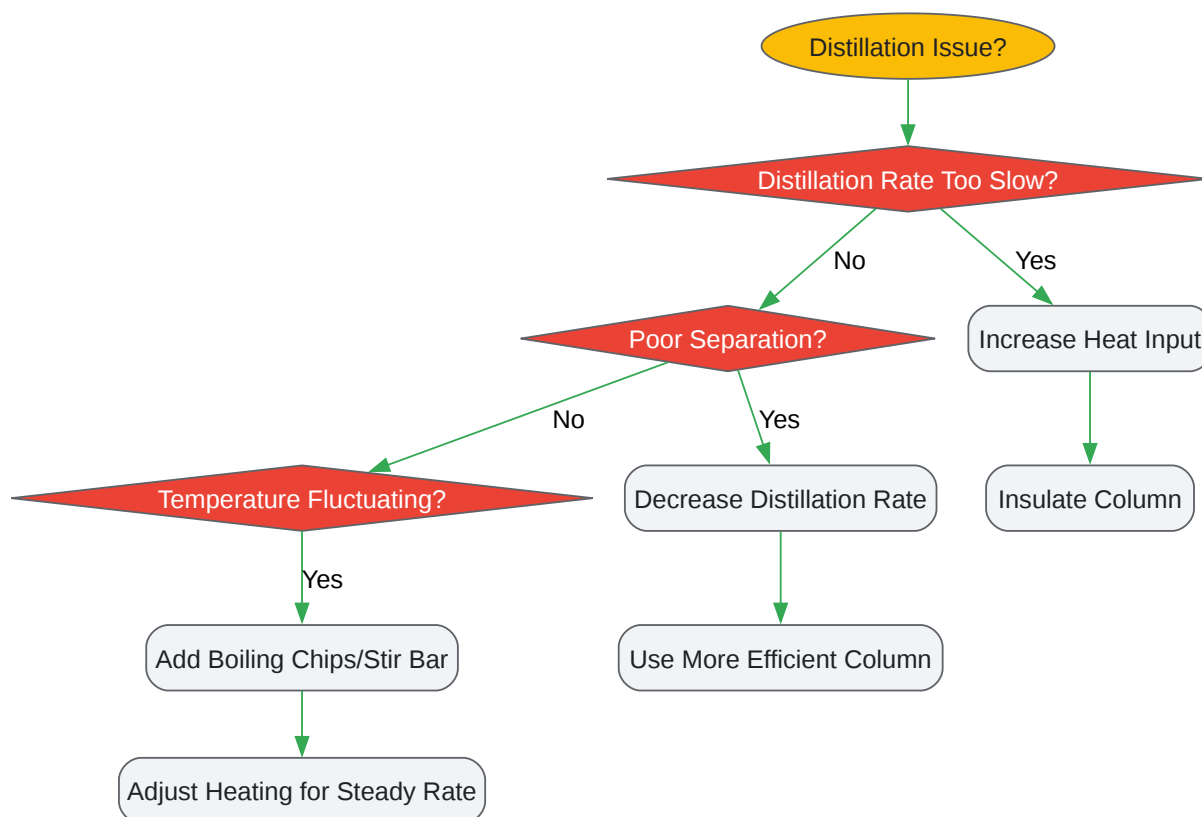 Distillation Issue?
Distillation Rate Too Slow?
No
Yes
Poor Separation?
Increase Heat Input
No
Yes
Temperature Fluctuating?
Decrease Distillation Rate
Insulate Column
Yes
Add Boiling Chips/Stir Bar
Use More Efficient Column
Adjust Heating for Steady Rate